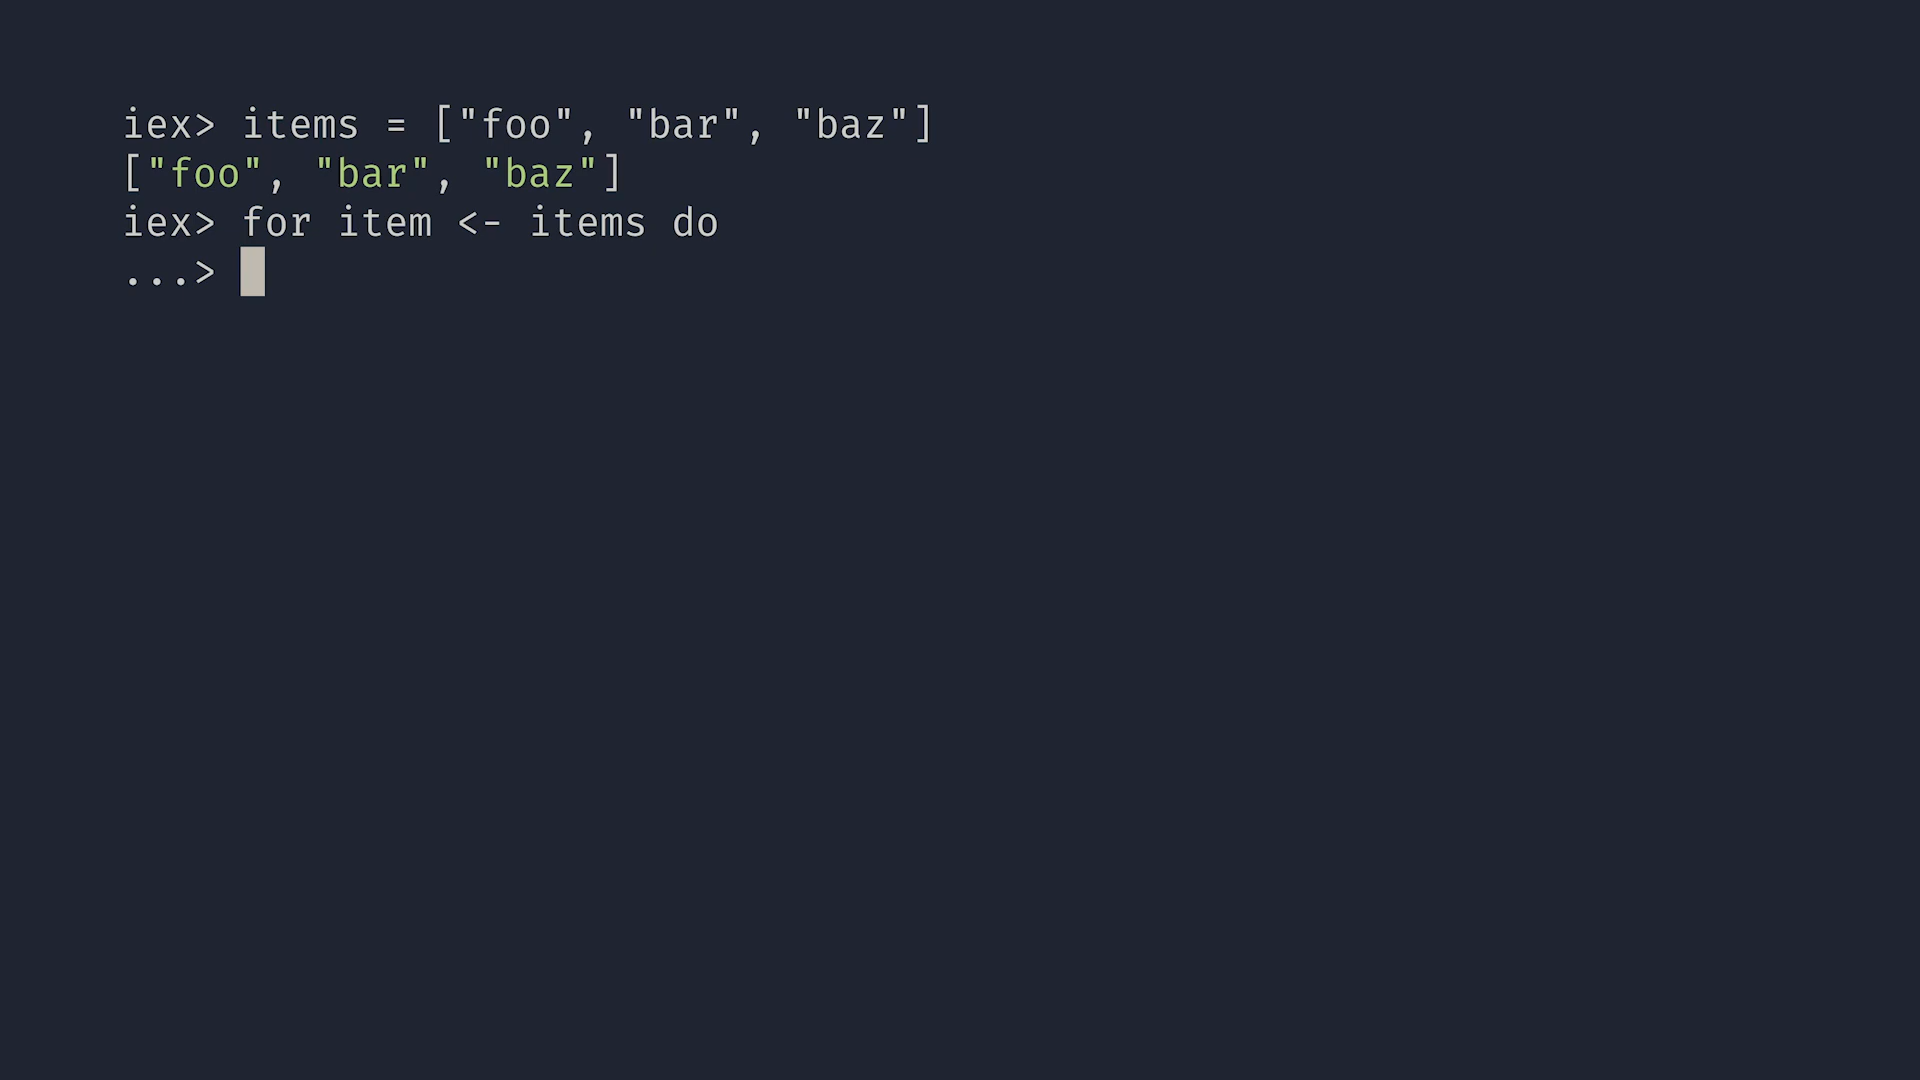 iex> items = ["foo", "bar", "baz"]
["foo", "bar", "baz"]
iex> for item <- items do
...>